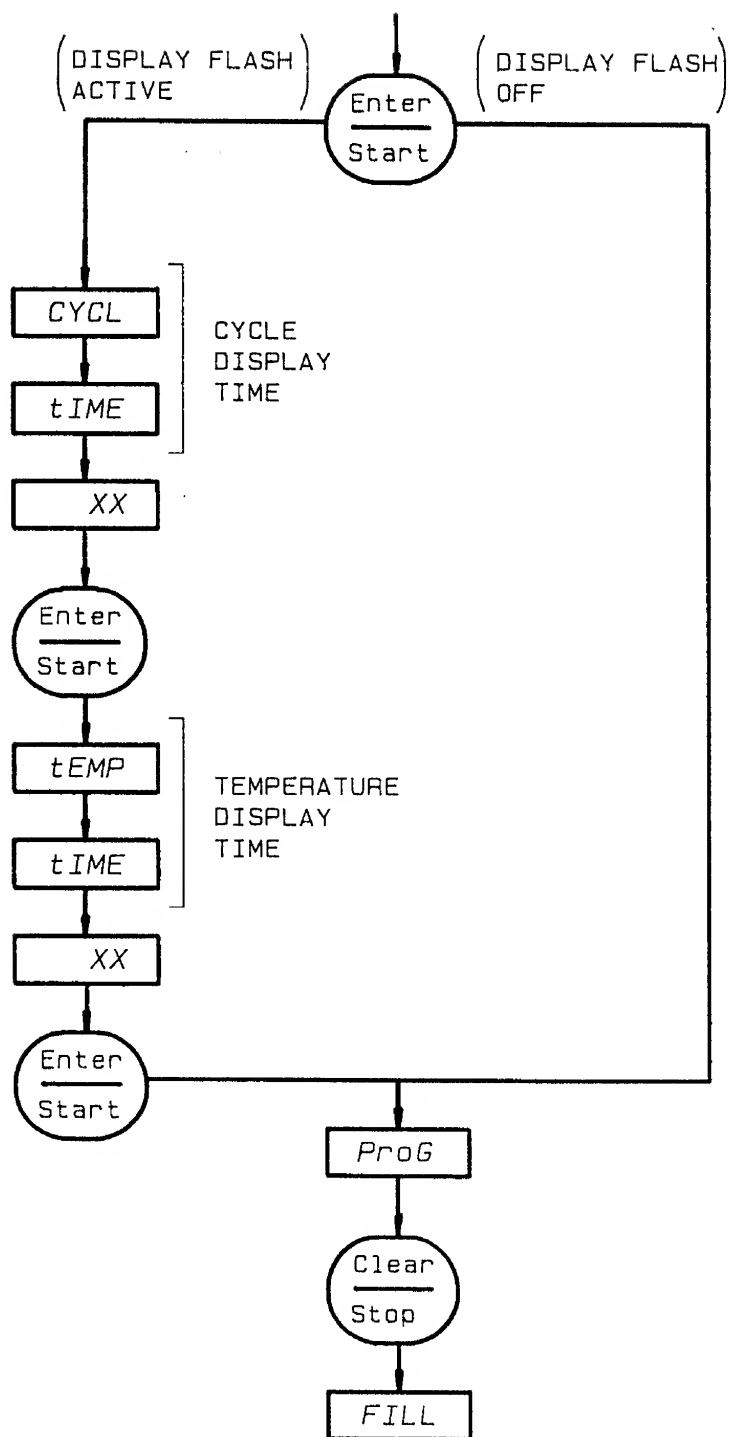 (DISPLAY FLASH
ACTIVE)
(DISPLAY FLASH
OFF)
Enter
Start
CYCL
tIME
CYCLE
DISPLAY
TIME
XX
Enter
Start
tEMP
tIME
TEMPERATURE
DISPLAY
TIME
XX
Enter
Start
ProG
Clear
Stop
FILL